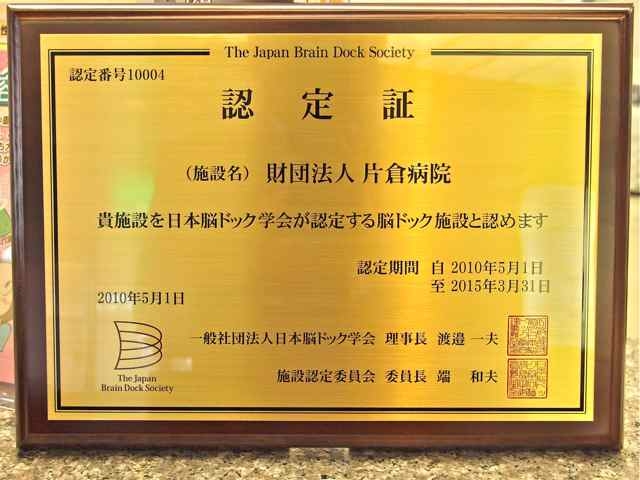 The Japan Brain Dock Society
認定番号10004
認定証
（施設名） 財団法人 片倉病院
貴施設を日本脳ドック学会が認定する脳ドック施設と認めます
認定期間 自 2010年5月1日
至 2015年3月31日
2010年5月1日
一般社団法人日本脳ドック学会 理事長 渡邉 一夫
施設認定委員会 委員長 端 和夫
The Japan
Brain Dock Society